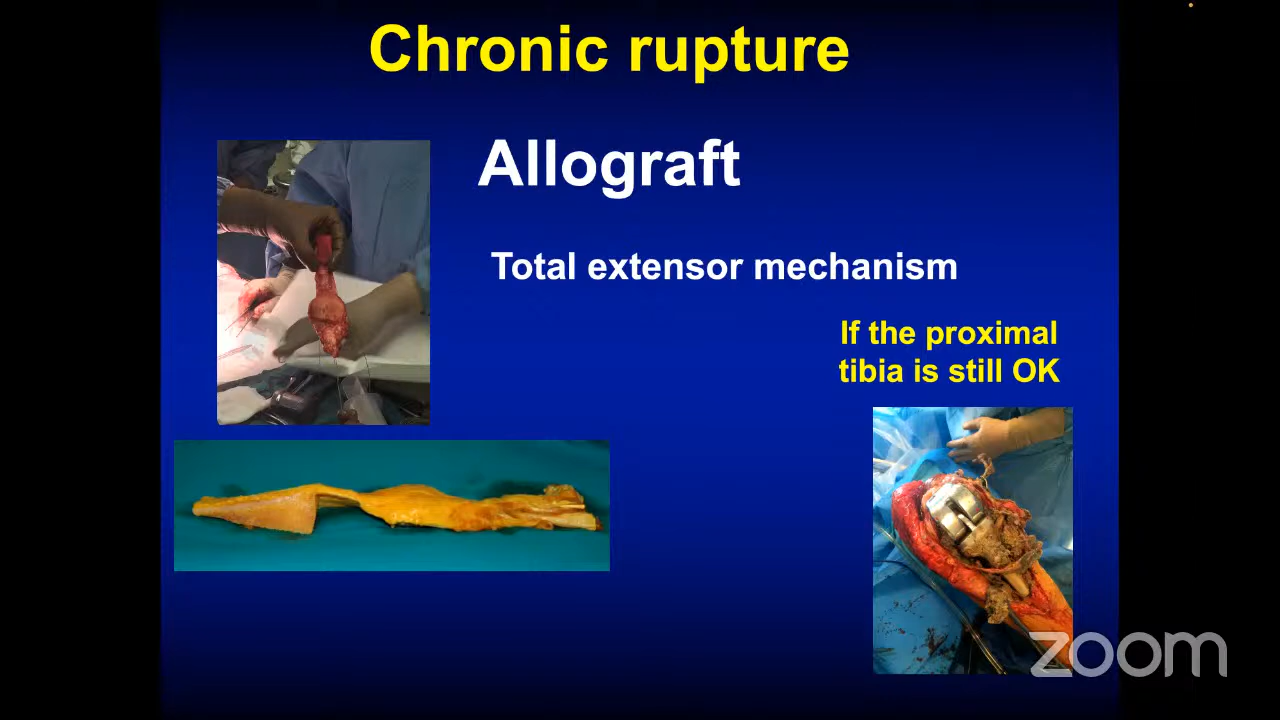 Chronic rupture
Allograft
Total extensor mechanism
If the proximal
tibia is still OK
zoom